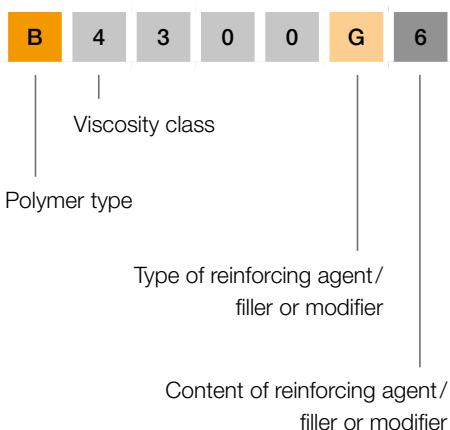 B 4 3 0 0 G 6
Viscosity class
Polymer type
Type of reinforcing agent/
filler or modifier
Content of reinforcing agent/
filler or modifier